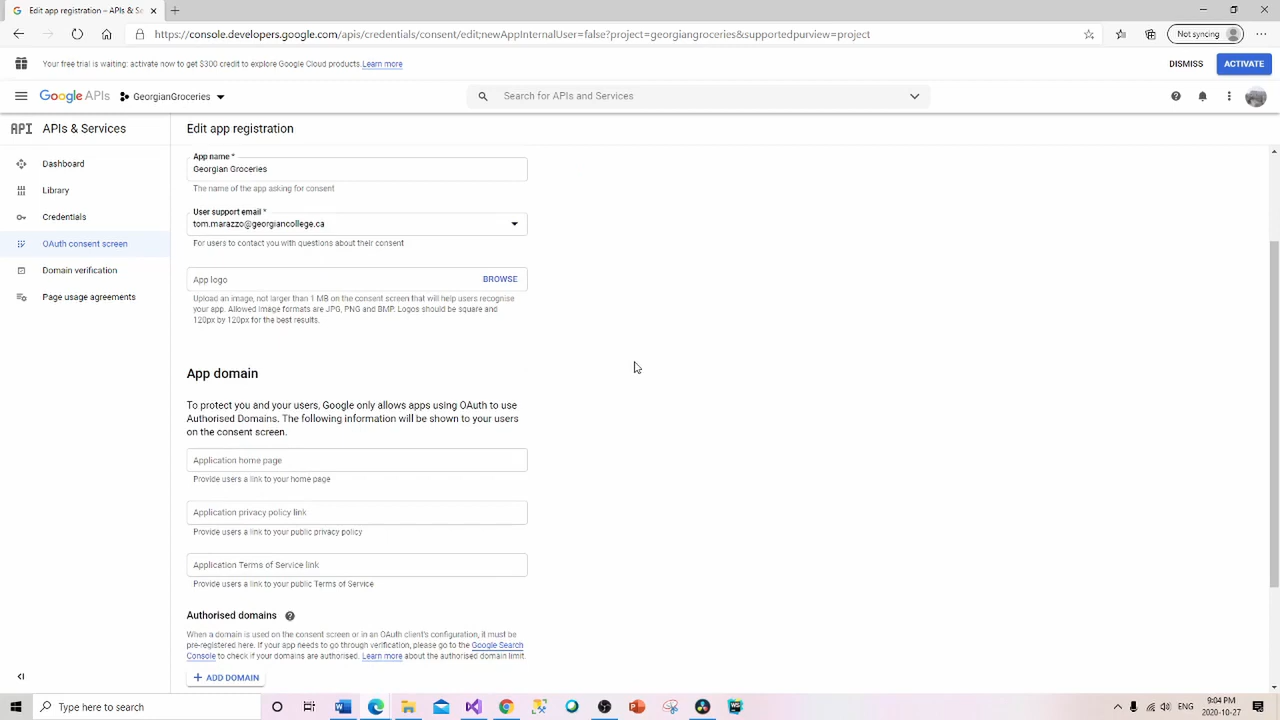 Edit app registration – APIs & Se
https://console.developers.google.com/apis/credentials/consent/edit;newAppInternalUser=false?project=georgiangroceries&supportedpurview=project
Not syncing
Your free trial is waiting: activate now to get $300 credit to explore Google Cloud products. Learn more
DISMISS
ACTIVATE
Google APIs
GeorgianGroceries
Search for APIs and Services
API APIs & Services
Edit app registration
Dashboard
Library
Credentials
OAuth consent screen
Domain verification
Page usage agreements
App name *
Georgian Groceries
The name of the app asking for consent
User support email *
tom.marazzo@georgiancollege.ca
For users to contact you with questions about their consent
App logo
BROWSE
Upload an image, not larger than 1 MB on the consent screen that will help users recognise
your app. Allowed image formats are JPG, PNG and BMP. Logos should be square and
120px by 120px for the best results.
App domain
To protect you and your users, Google only allows apps using OAuth to use
Authorised Domains. The following information will be shown to your users
on the consent screen.
Application home page
Provide users a link to your home page
Application privacy policy link
Provide users a link to your public privacy policy
Application Terms of Service link
Provide users a link to your public Terms of Service
Authorised domains
When a domain is used on the consent screen or in an OAuth client's configuration, it must be
pre-registered here. If your app needs to go through verification, please go to the Google Search
Console to check if your domains are authorised. Learn more about the authorised domain limit.
+ ADD DOMAIN
Type here to search
ENG
9:04 PM
2020-10-27